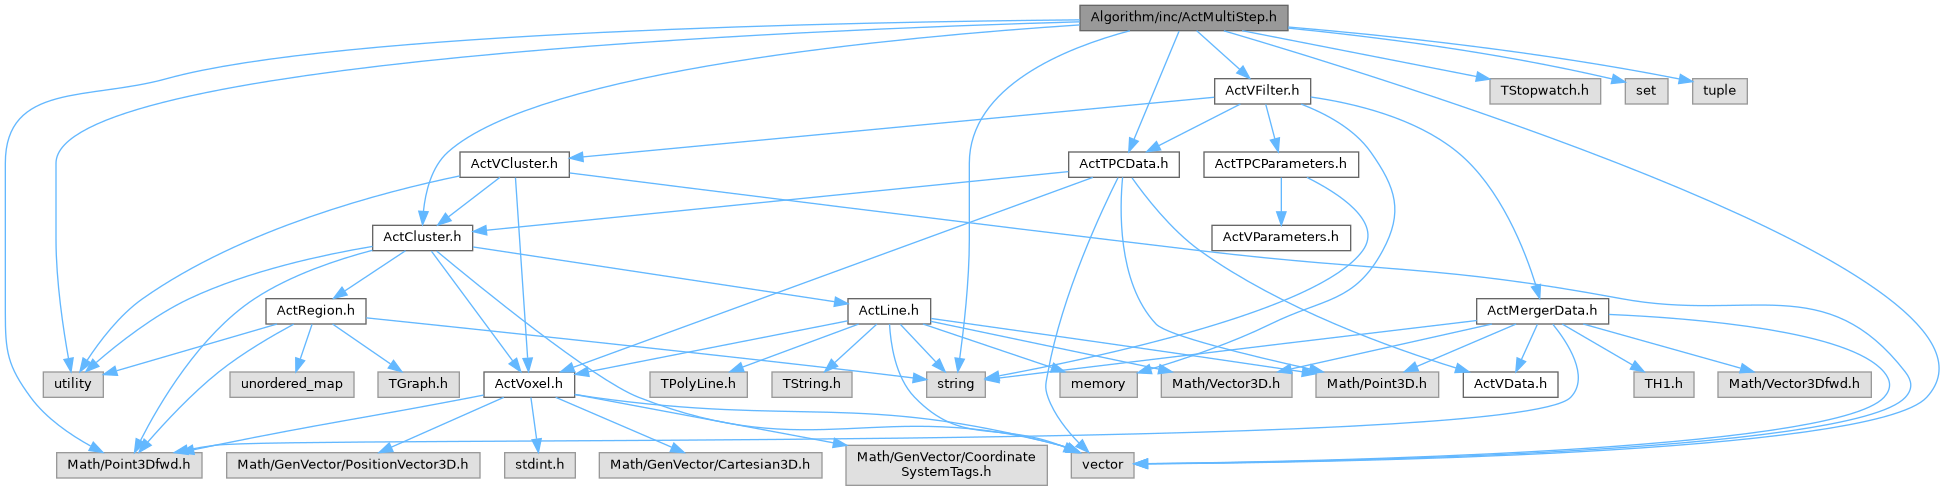 Algorithm/inc/ActMultiStep.h
ActVFilter.h
TStopwatch.h
set
tuple
ActVCluster.h
ActTPCData.h
ActTPCParameters.h
ActCluster.h
ActVParameters.h
ActRegion.h
ActLine.h
ActMergerData.h
utility
unordered_map
TGraph.h
ActVoxel.h
TPolyLine.h
TString.h
string
memory
Math/Vector3D.h
Math/Point3D.h
ActVData.h
TH1.h
Math/Vector3Dfwd.h
Math/Point3Dfwd.h
Math/GenVector/PositionVector3D.h
stdint.h
Math/GenVector/Cartesian3D.h
Math/GenVector/Coordinate
SystemTags.h
vector